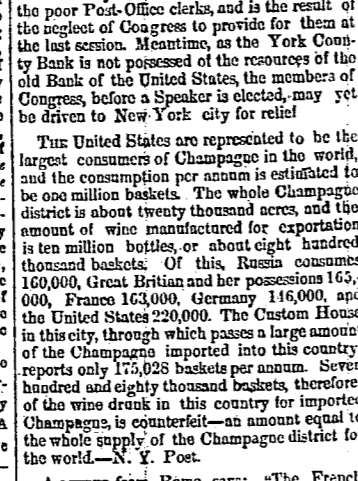 the poor Post-Office clerks, and is the result of
the neglect of Congress to provide for them at
the last session. Meantime, as the York Coun-
ty Bank is not possessed of the resources of the
old Bank of the United States, the members of
Congress, before a Speaker is elected, may yet
be driven to New York city for relief
THE United States are represented to be the
largest consumers of Champagne in the world,
and the consumption per annum is estimated to
be one million baskets. The whole Champagne
district is about twenty thousand acres, and the
amount of wine manufactured for exportation
is ten million bottles, or about eight hundred
thousand baskets. Of this, Russia consumes
160,000, Great Britian and her possessions 165,-
000, France 163,000, Germany 146,000, and
the United States 220,000. The Custom House
in this city, through which passes a large amount
of the Champagne imported into this country
reports only 175,028 baskets per annum. Seven
hundred and eighty thousand baskets, therefore
of the wine drunk in this country for imported
Champagne, is counterfeit—an amount equal to
the whole supply of the Champagne district fo
the world.—N. Y. Post.
from Rome says: "The French